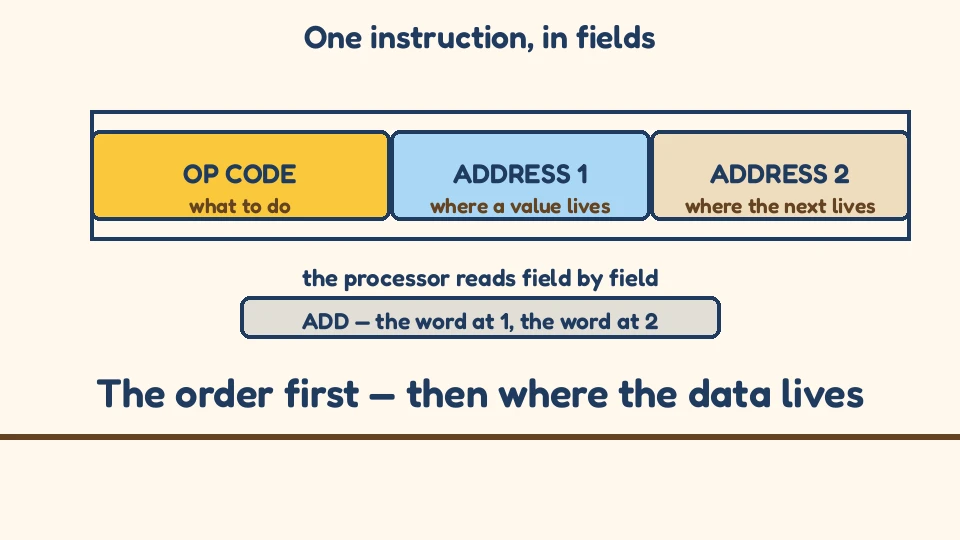 One instruction, in fields
OP CODE
what to do
ADDRESS 1
where a value lives
ADDRESS 2
where the next lives
the processor reads field by field
ADD — the word at 1, the word at 2
The order first — then where the data lives